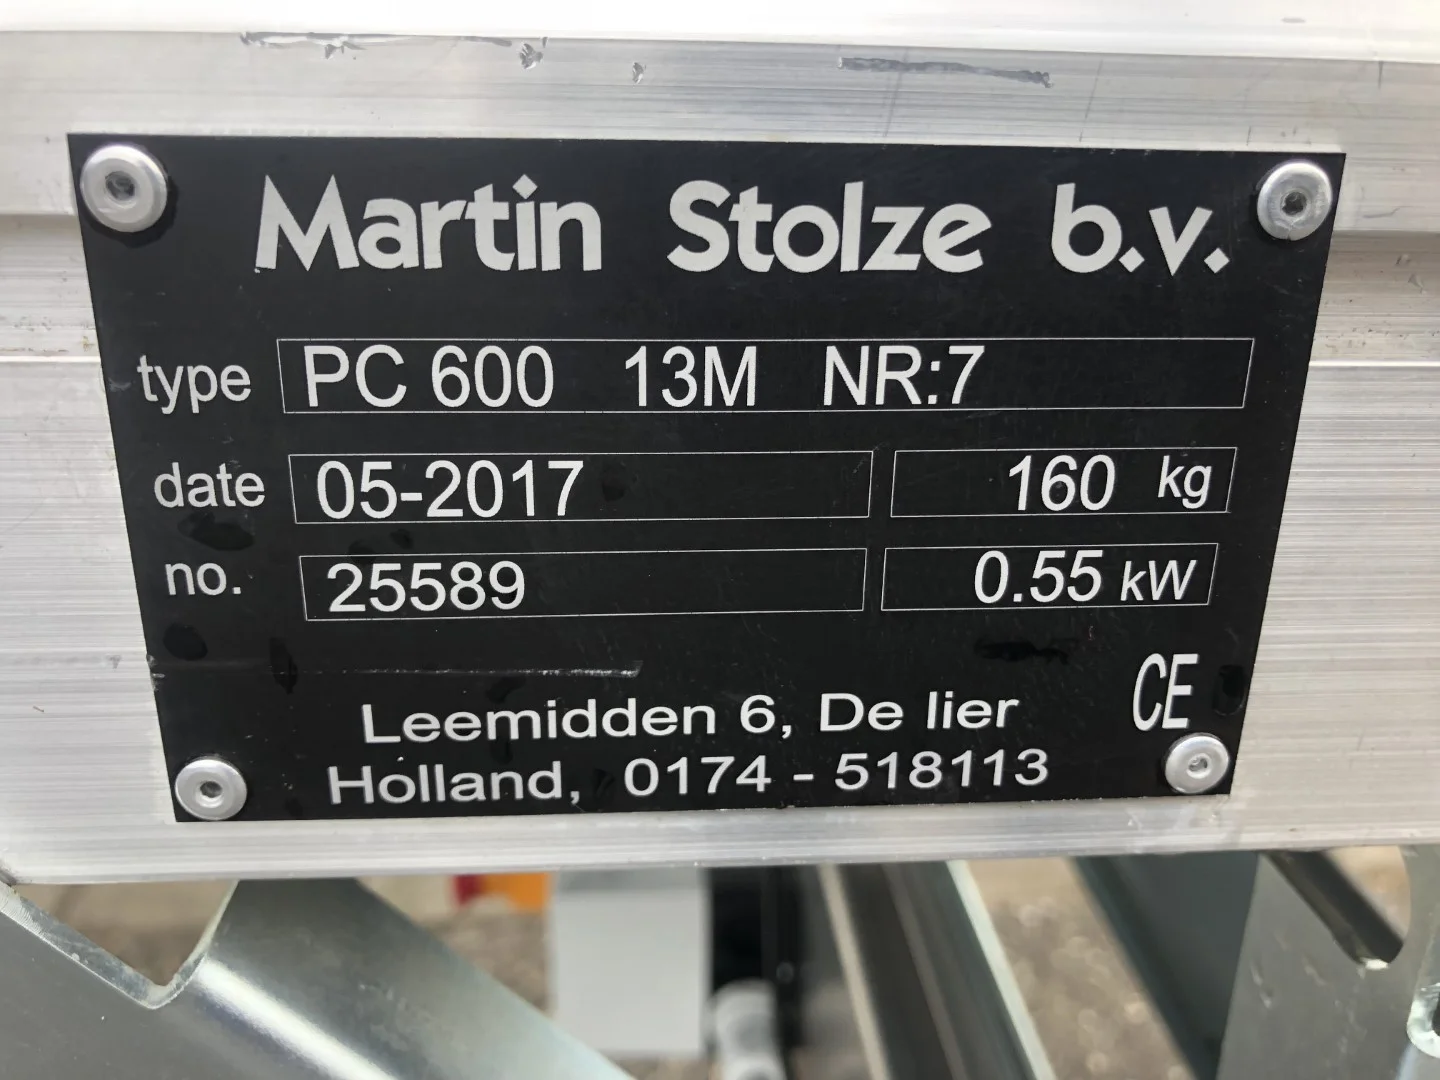 Martin Stolze b.v.
type PC 600 13M NR:7
date 05-2017 160 kg
no. 25589 0.55 kW
CE
Leemidden 6, De lier
Holland, 0174 - 518113